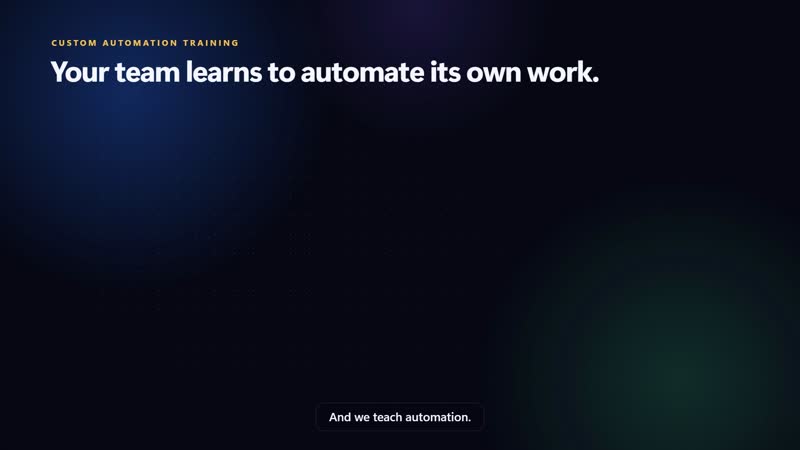 CUSTOM AUTOMATION TRAINING
Your team learns to automate its own work.
And we teach automation.